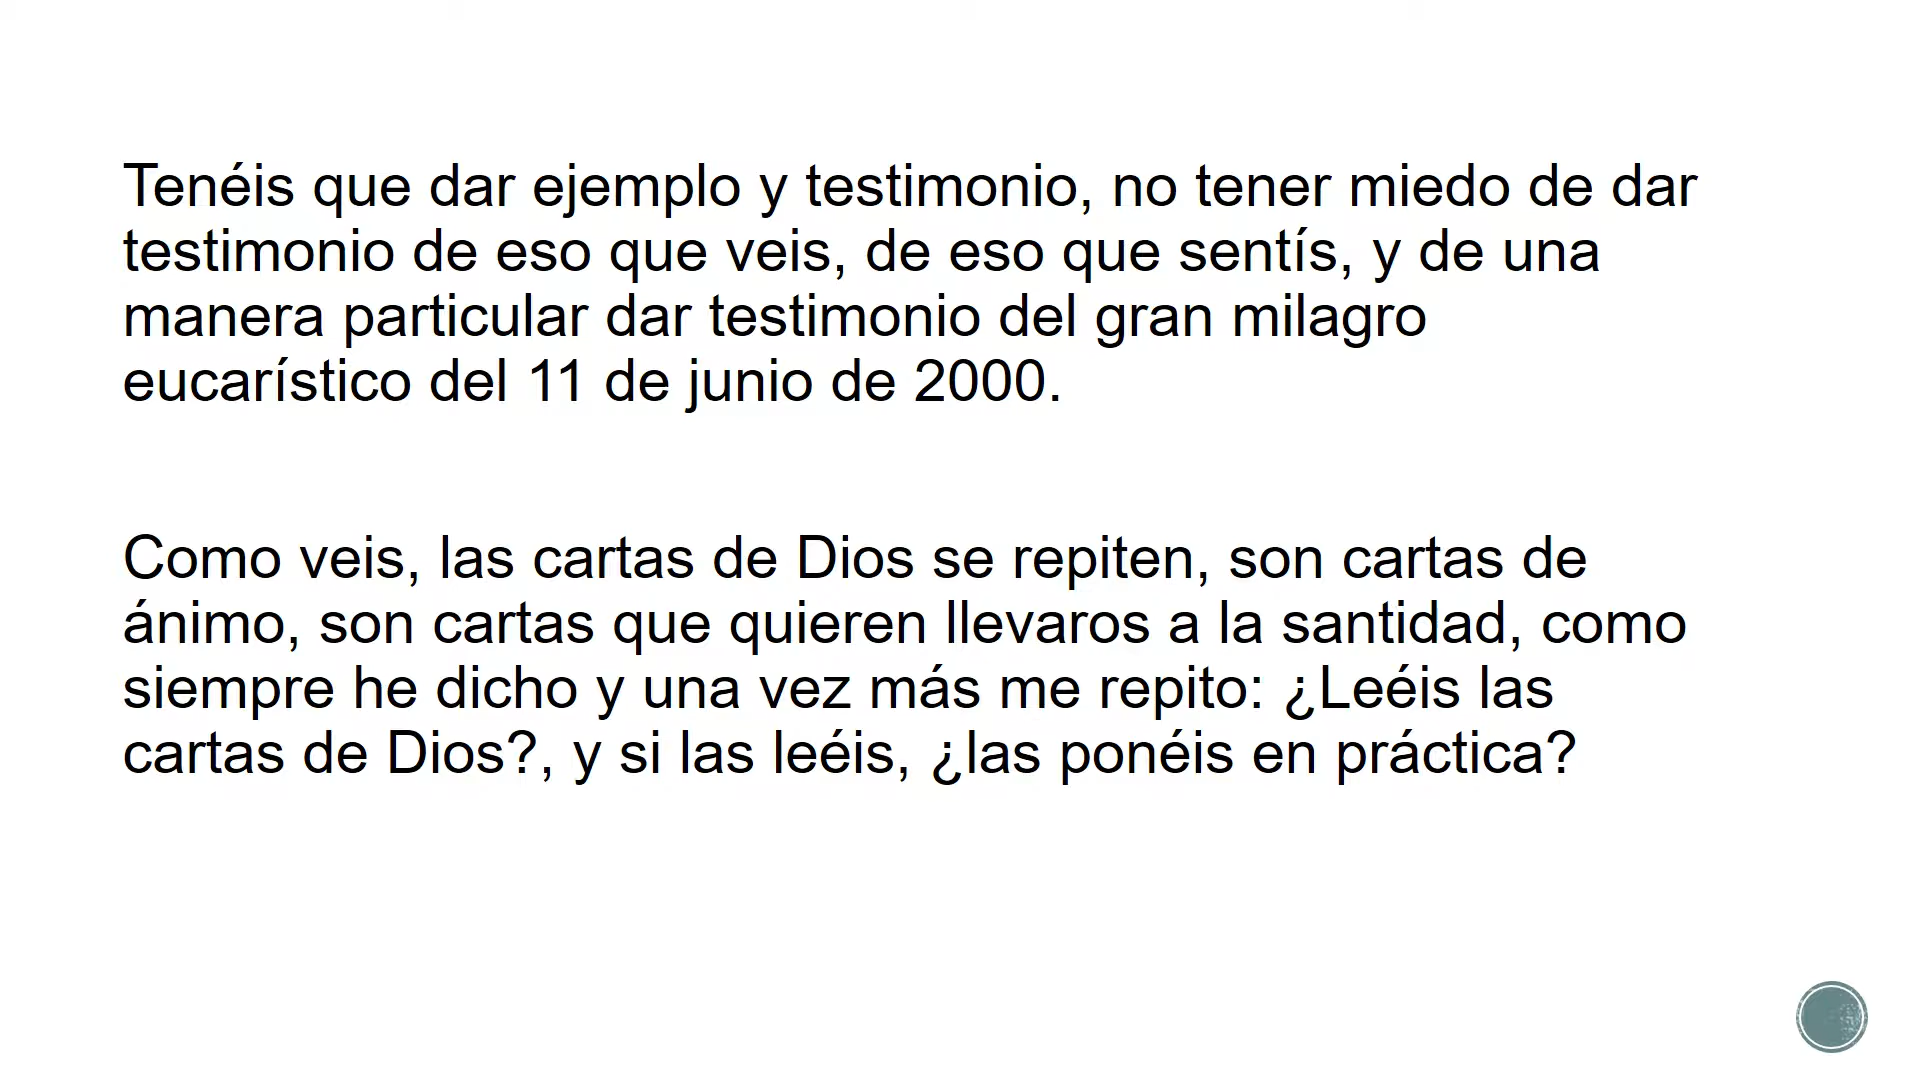 Tenéis que dar ejemplo y testimonio, no tener miedo de dar
testimonio de eso que veis, de eso que sentís, y de una
manera particular dar testimonio del gran milagro
eucarístico del 11 de junio de 2000.
Como veis, las cartas de Dios se repiten, son cartas de
ánimo, son cartas que quieren llevaros a la santidad, como
siempre he dicho y una vez más me repito: ¿Leéis las
cartas de Dios?, y si las leéis, ¿las ponéis en práctica?